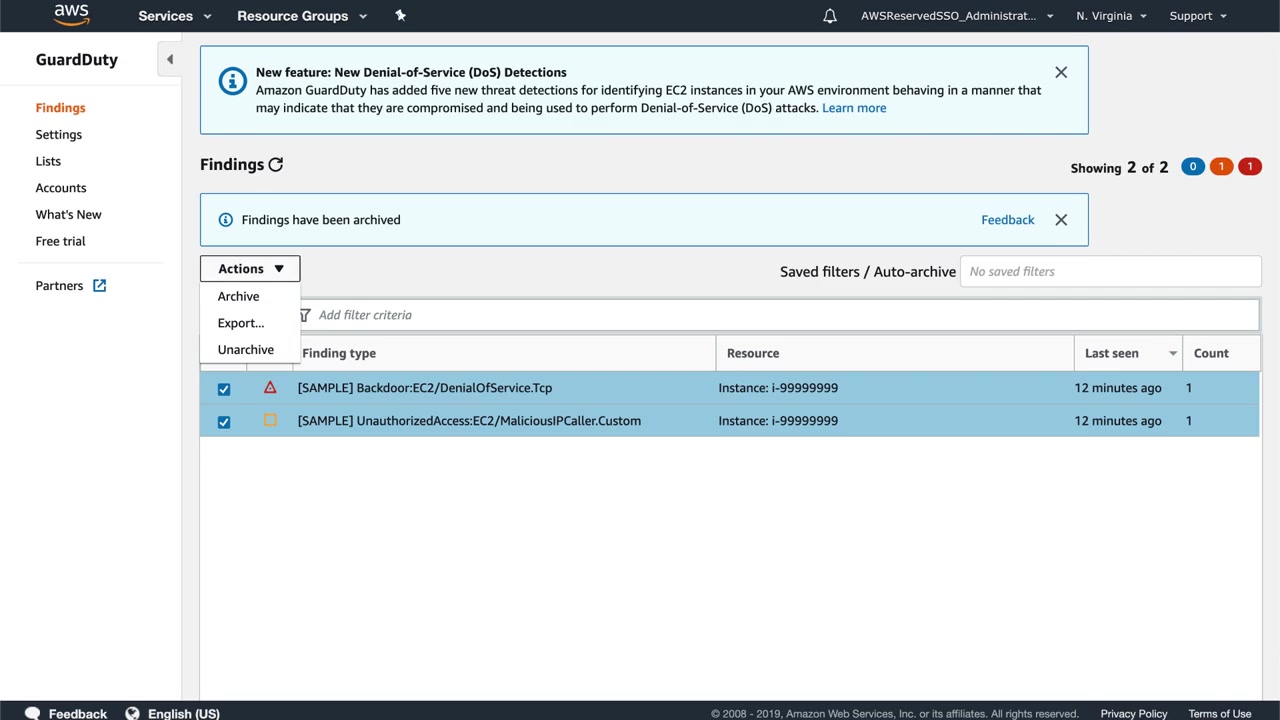 aws Services Resource Groups AWSReservedSSO_Administrat... N. Virginia Support
GuardDuty
Findings
Settings
Lists
Accounts
What's New
Free trial
Partners
New feature: New Denial-of-Service (DoS) Detections
Amazon GuardDuty has added five new threat detections for identifying EC2 instances in your AWS environment behaving in a manner that
may indicate that they are compromised and being used to perform Denial-of-Service (DoS) attacks. Learn more
Findings Showing 2 of 2 0 1 1
Findings have been archived Feedback
Actions Saved filters / Auto-archive No saved filters
Archive
Export...
Unarchive
Add filter criteria
Finding type Resource Last seen Count
[SAMPLE] Backdoor:EC2/DenialOfService.Tcp Instance: i-99999999 12 minutes ago 1
[SAMPLE] UnauthorizedAccess:EC2/MaliciousIPCaller.Custom Instance: i-99999999 12 minutes ago 1
Feedback English (US) © 2008 - 2019, Amazon Web Services, Inc. or its affiliates. All rights reserved. Privacy Policy Terms of Use